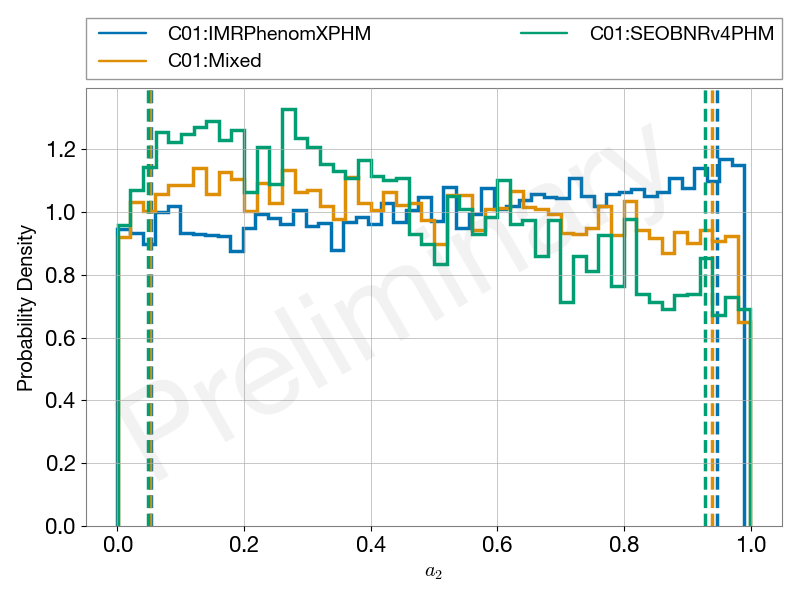 C01:IMRPhenomXPHM
C01:Mixed
C01:SEOBNRv4PHM
Probability Density
1.2
1.0
0.8
0.6
0.4
0.2
0.0
Preliminary
0.0 0.2 0.4 0.6 0.8 1.0
a₂